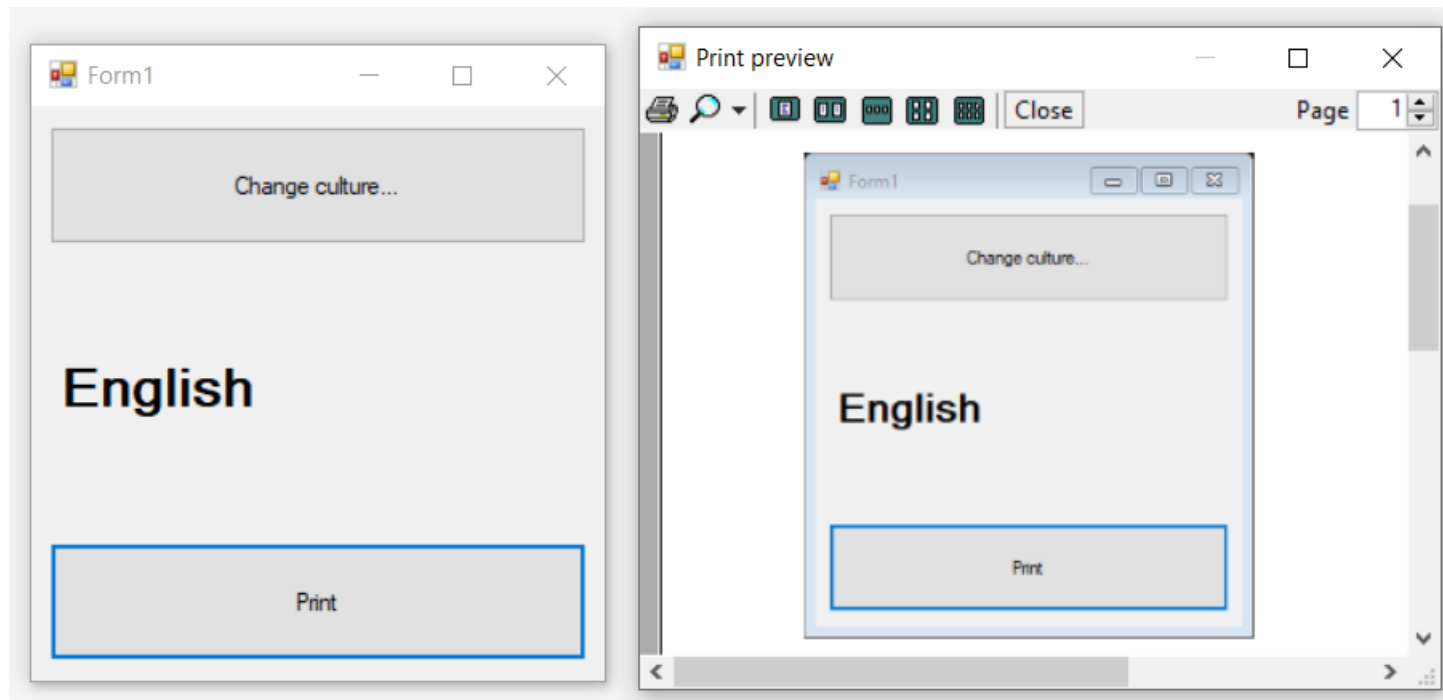 Form1
Change culture...
English
Print
Print preview
Close
Page 1
Form1
Change culture...
English
Print